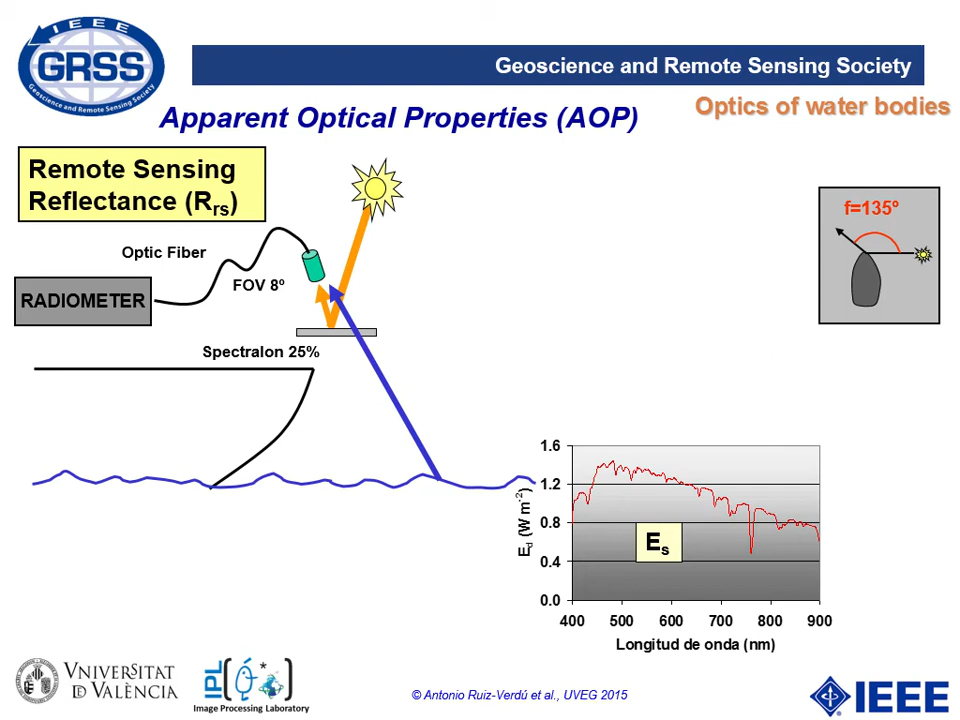 IEEE
GRSS
Geoscience and Remote Sensing Society
Geoscience and Remote Sensing Society
Apparent Optical Properties (AOP)
Optics of water bodies
Remote Sensing
Reflectance (Rrs)
f=135º
Optic Fiber
FOV 8º
RADIOMETER
Spectralon 25%
1.6
1.2
0.8
0.4
0.0
Ed (W m-2)
Es
400 500 600 700 800 900
Longitud de onda (nm)
VNIVERSITAT
DE VALÈNCIA
IPL
Image Processing Laboratory
© Antonio Ruiz-Verdú et al., UVEG 2015
IEEE